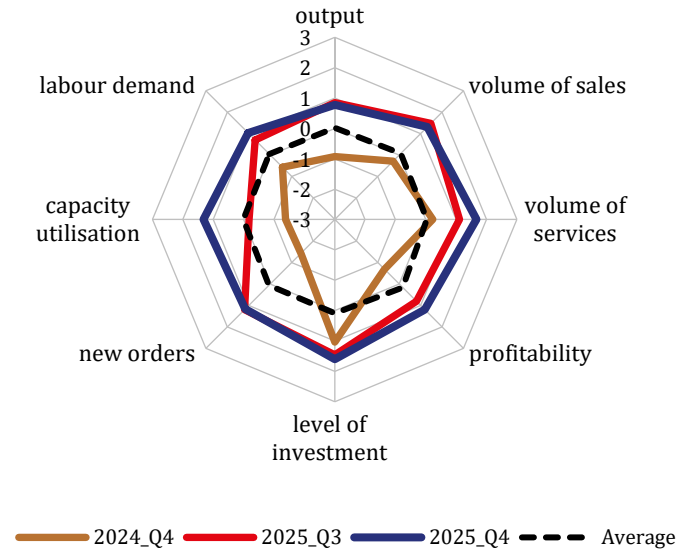 output
3
2
1
0
-1
-2
-3
labour demand
volume of sales
capacity
utilisation
volume of
services
new orders
profitability
level of
investment
2024_Q4 2025_Q3 2025_Q4 Average